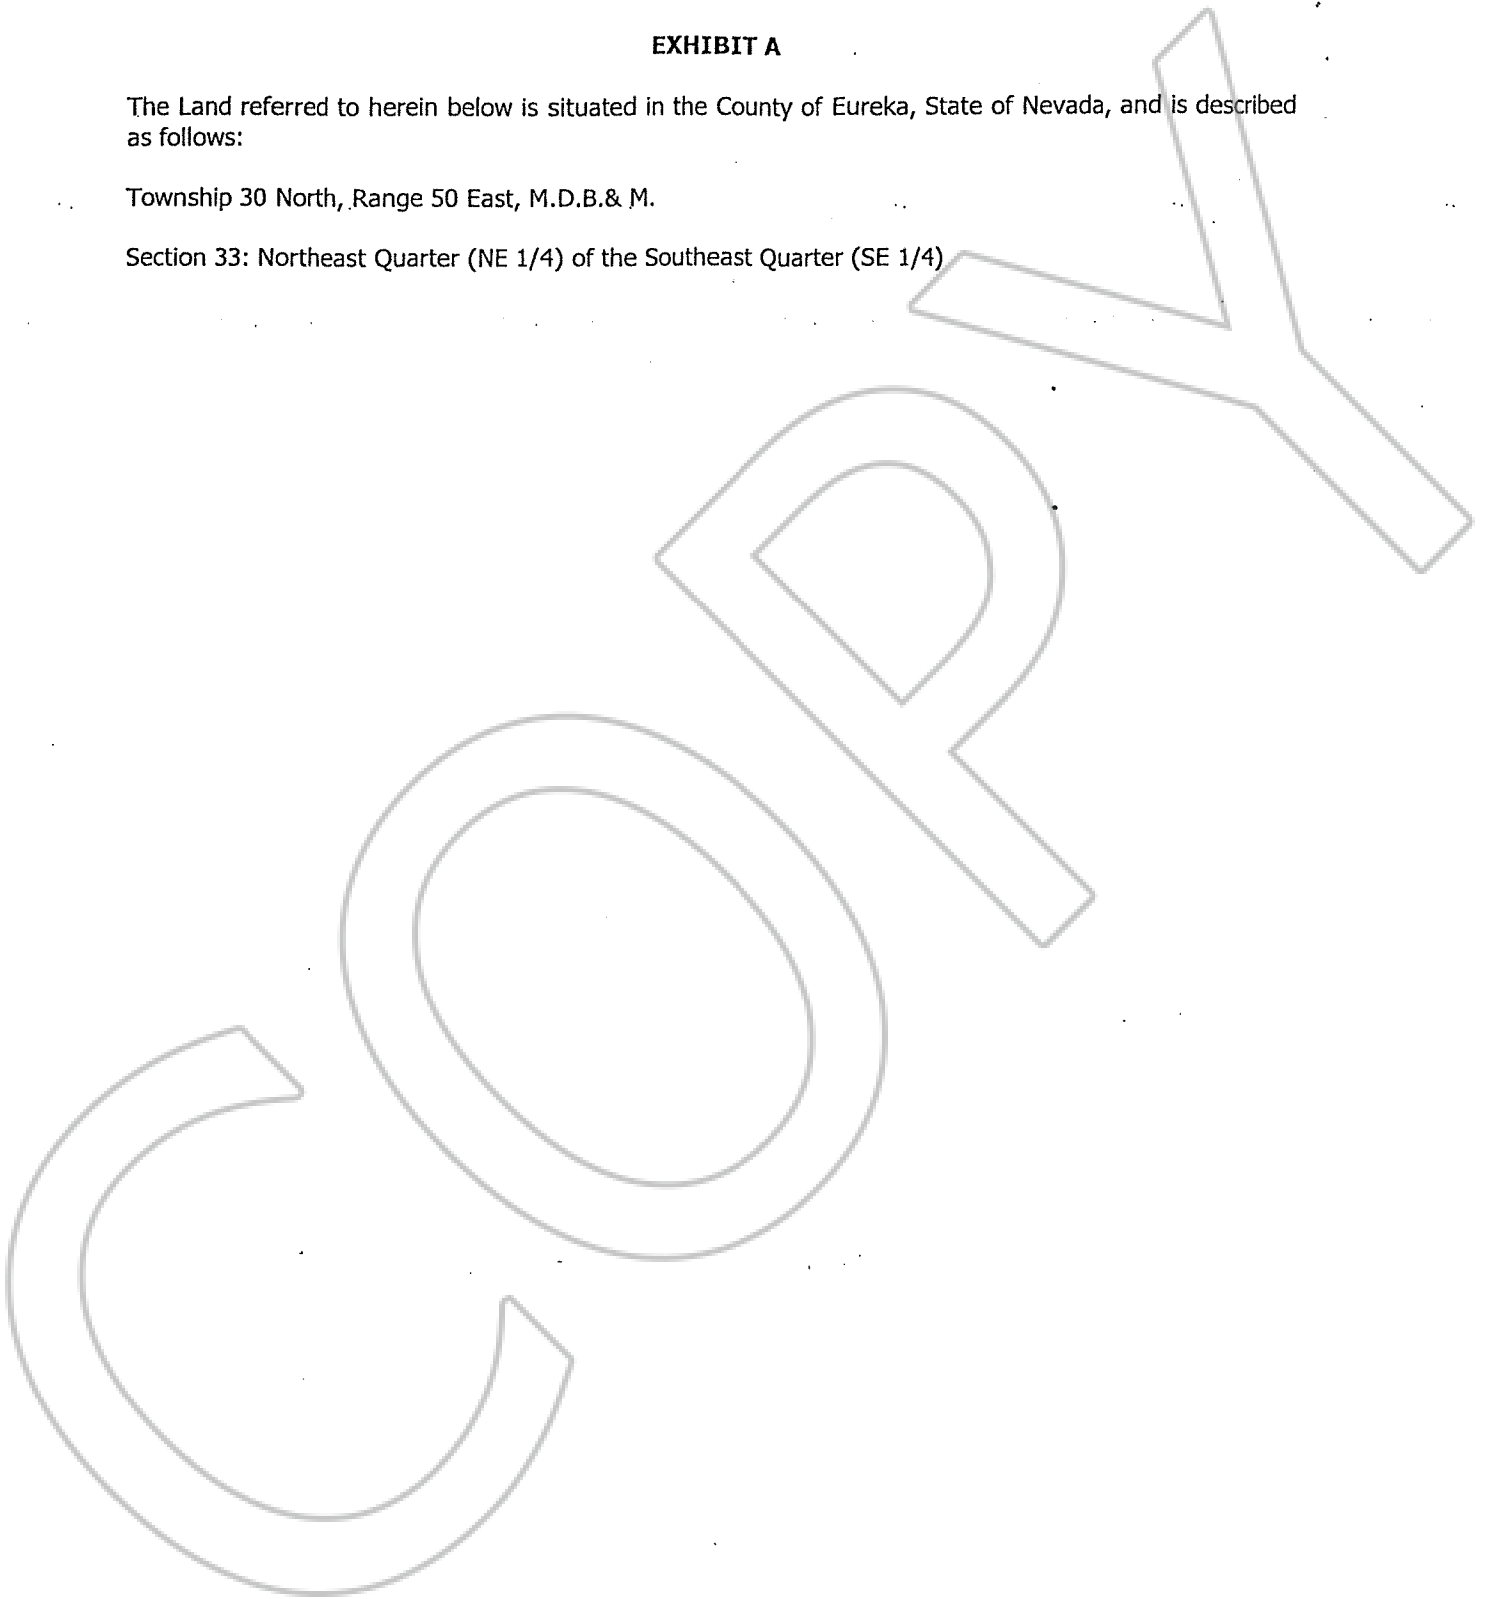 EXHIBIT A
The Land referred to herein below is situated in the County of Eureka, State of Nevada, and is described
as follows:
Township 30 North, Range 50 East, M.D.B.& M.
Section 33: Northeast Quarter (NE 1/4) of the Southeast Quarter (SE 1/4)
COPY